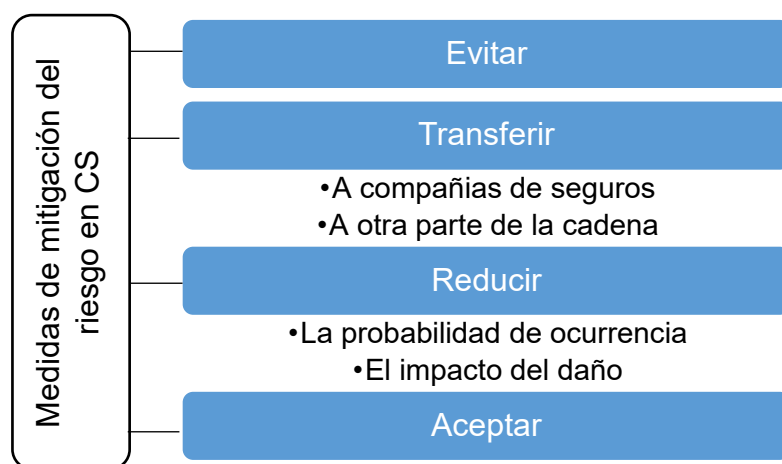 Medidas de mitigación del
riesgo en CS
Evitar
Transferir
•A compañias de seguros
•A otra parte de la cadena
Reducir
•La probabilidad de ocurrencia
•El impacto del daño
Aceptar